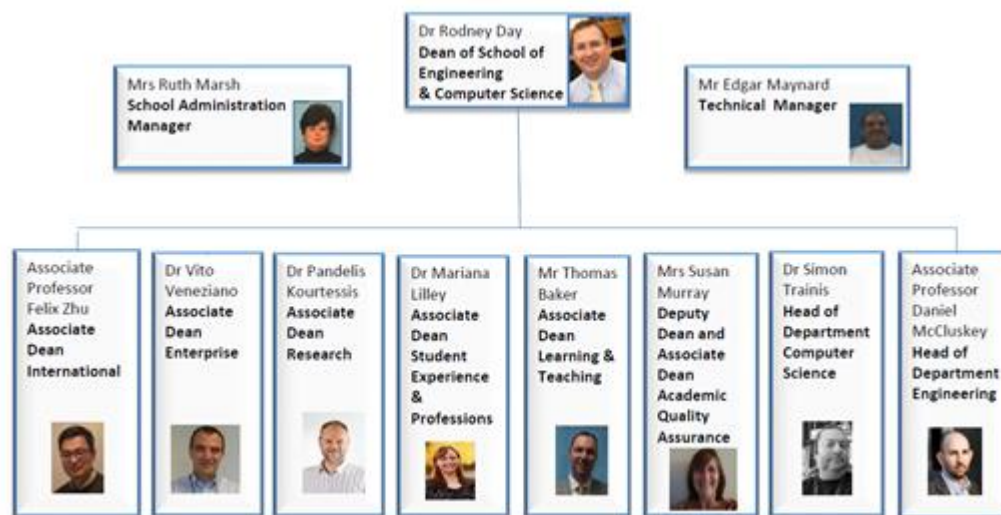 Dr Rodney Day
Dean of School of
Engineering
& Computer Science
Mrs Ruth Marsh
School Administration
Manager
Mr Edgar Maynard
Technical Manager
Associate
Professor
Felix Zhu
Associate
Dean
International
Dr Vito
Veneziano
Associate
Dean
Enterprise
Dr Pandelis
Kourtessis
Associate
Dean
Research
Dr Mariana
Lilley
Associate
Dean
Student
Experience
&
Professions
Mr Thomas
Baker
Associate
Dean
Learning &
Teaching
Mrs Susan
Murray
Deputy
Dean and
Associate
Dean
Academic
Quality
Assurance
Dr Simon
Trainis
Head of
Department
Computer
Science
Associate
Professor
Daniel
McCluskey
Head of
Department
Engineering